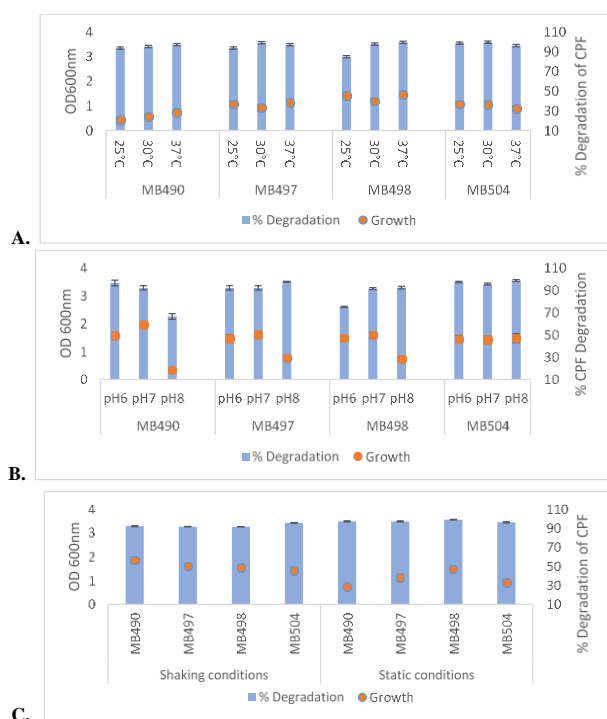 4
3
2
1
0
OD600nm
110
90
70
50
30
10
% Degradation of CPF
25°C 30°C 37°C 25°C 30°C 37°C 25°C 30°C 37°C 25°C 30°C 37°C
MB490 MB497 MB498 MB504
% Degradation Growth
A.
4
3
2
1
0
OD 600nm
110
90
70
50
30
10
% CPF Degradation
pH6 pH7 pH8 pH6 pH7 pH8 pH6 pH7 pH8 pH6 pH7 pH8
MB490 MB497 MB498 MB504
% Degradation Growth
B.
4
3
2
1
0
OD 600nm
110
90
70
50
30
10
% Degradation of CPF
MB490 MB497 MB498 MB504 MB490 MB497 MB498 MB504
Shaking conditions Static conditions
% Degradation Growth
C.